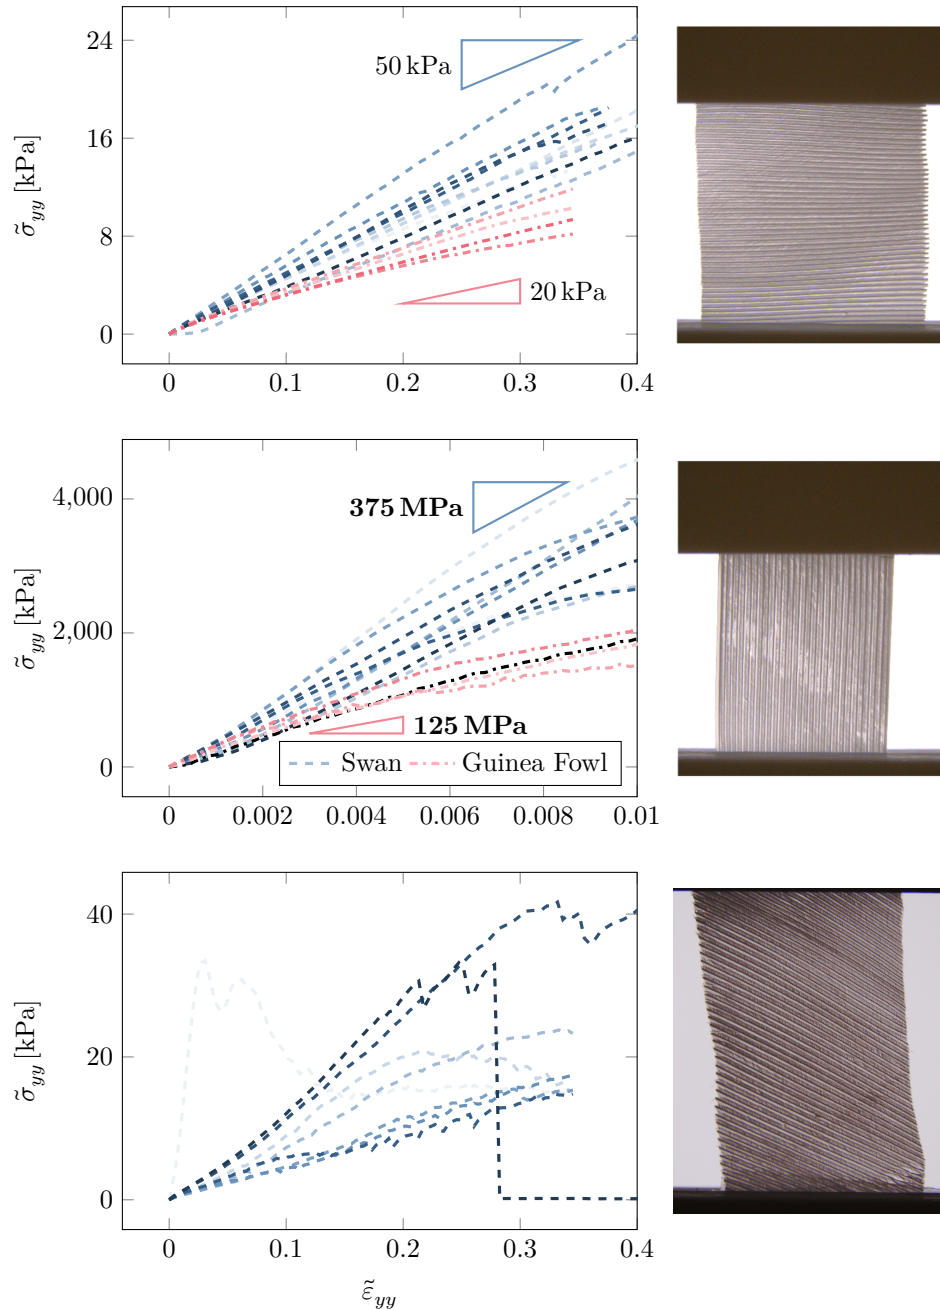 24
50 kPa
16
σ̃yy [kPa]
8
20 kPa
0
0 0.1 0.2 0.3 0.4
4,000
375 MPa
2,000
σ̃yy [kPa]
125 MPa
Swan Guinea Fowl
0
0 0.002 0.004 0.006 0.008 0.01
40
20
σ̃yy [kPa]
0
0 0.1 0.2 0.3 0.4
ε̃yy